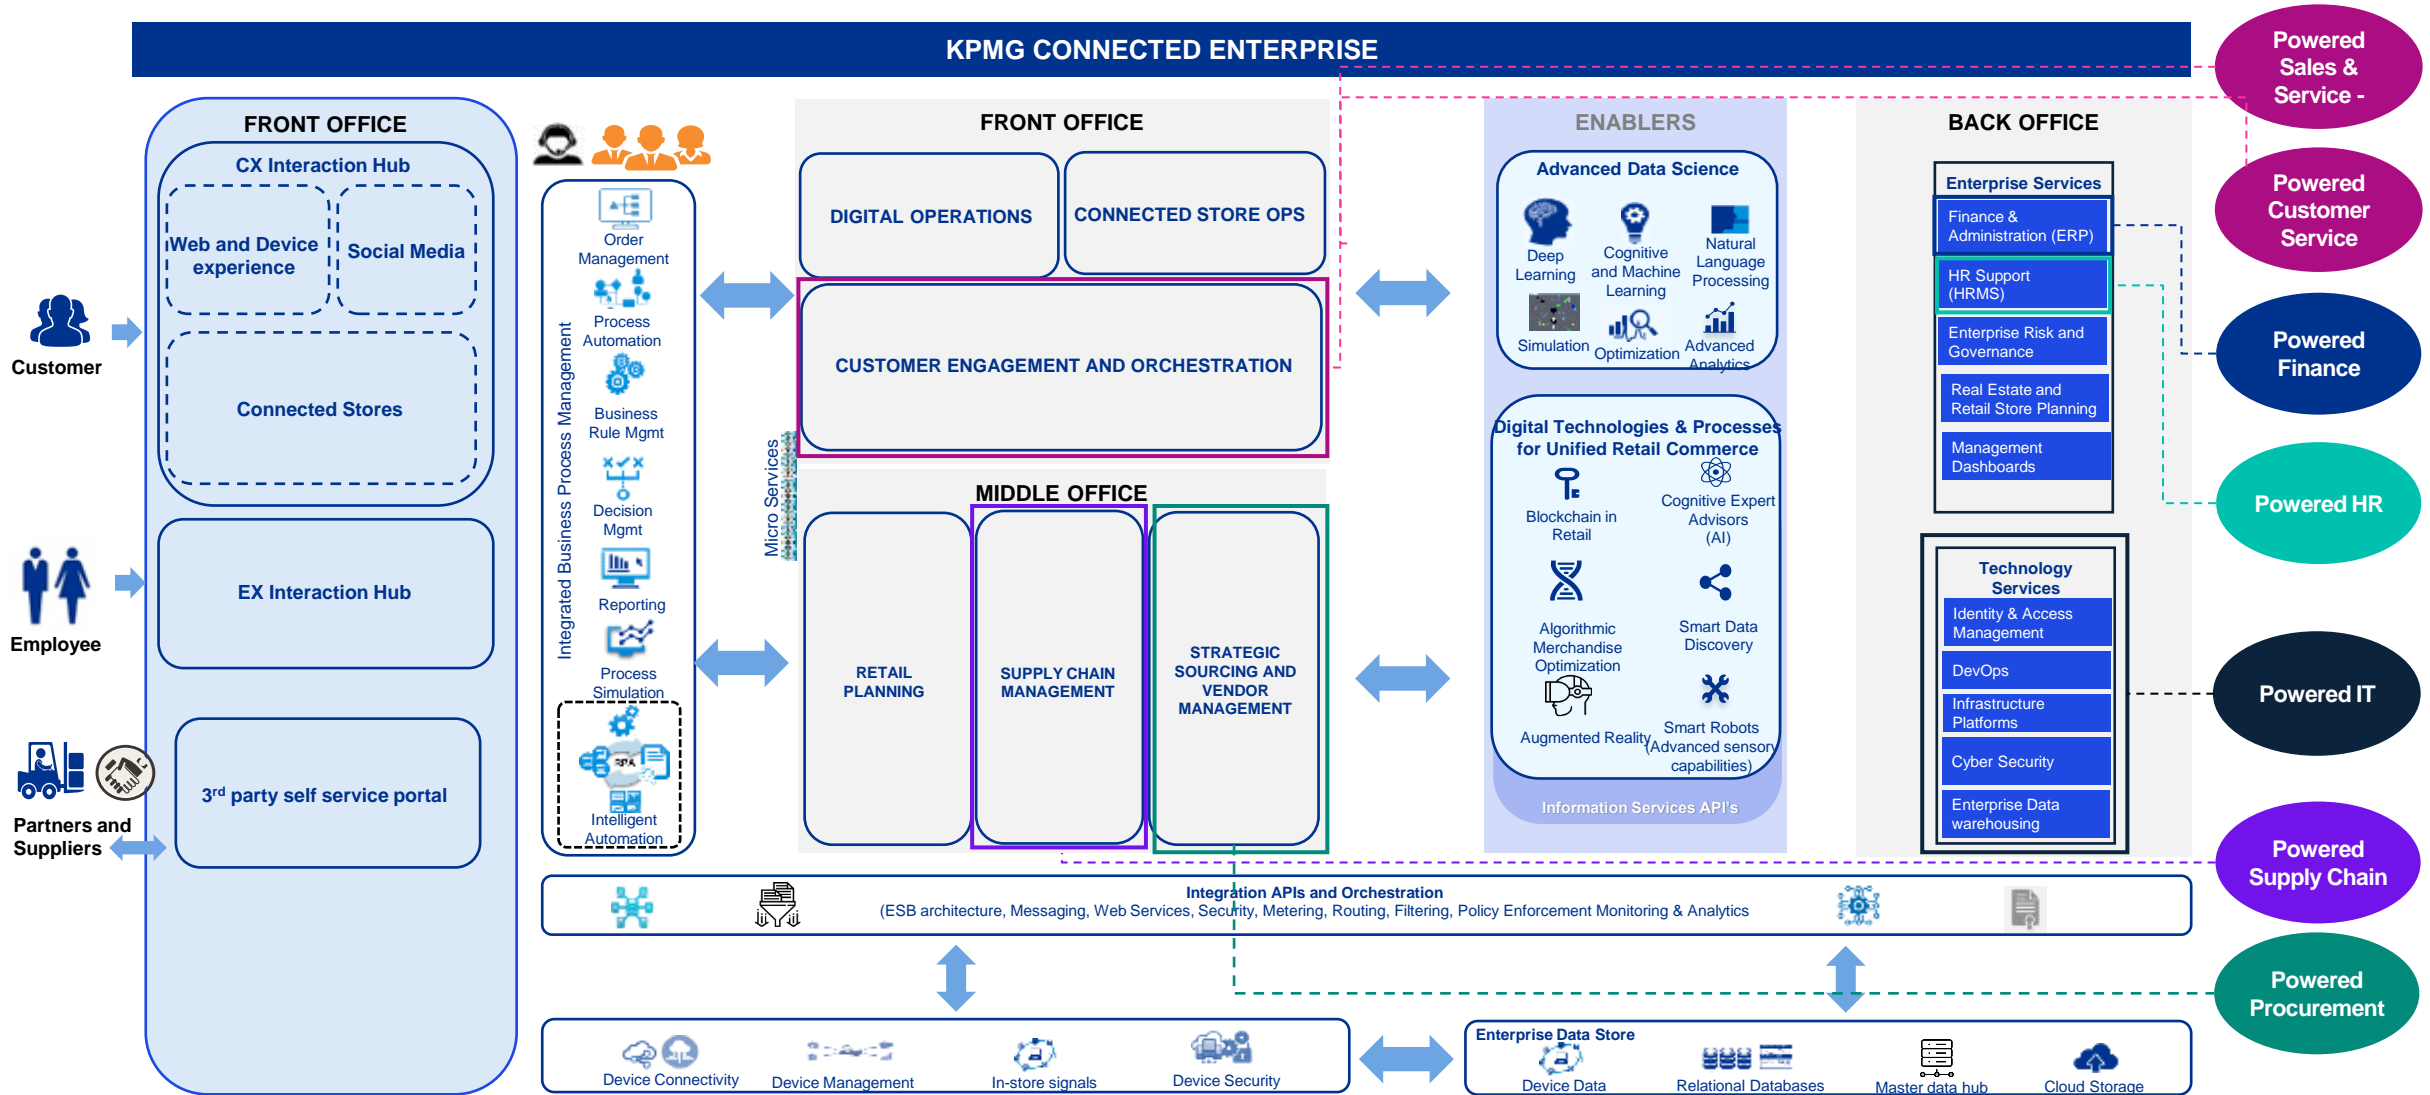 KPMG CONNECTED ENTERPRISE
FRONT OFFICE
CX Interaction Hub
Web and Device
experience
Social Media
Connected Stores
EX Interaction Hub
3rd party self service portal
Customer
Employee
Partners and
Suppliers
Integrated Business Process Management
Order
Management
Process
Automation
Business
Rule Mgmt
Decision
Mgmt
Reporting
Process
Simulation
RPA
Intelligent
Automation
Micro Services
FRONT OFFICE
DIGITAL OPERATIONS
CONNECTED STORE OPS
CUSTOMER ENGAGEMENT AND ORCHESTRATION
MIDDLE OFFICE
RETAIL
PLANNING
SUPPLY CHAIN
MANAGEMENT
STRATEGIC
SOURCING AND
VENDOR
MANAGEMENT
ENABLERS
Advanced Data Science
Deep
Learning
Cognitive
and Machine
Learning
Natural
Language
Processing
Simulation
Optimization
Advanced
Analytics
Digital Technologies & Processes
for Unified Retail Commerce
Blockchain in
Retail
Cognitive Expert
Advisors
(AI)
Algorithmic
Merchandise
Optimization
Smart Data
Discovery
Augmented Reality
Smart Robots
(Advanced sensory
capabilities)
Information Services API's
BACK OFFICE
Enterprise Services
Finance &
Administration (ERP)
HR Support
(HRMS)
Enterprise Risk and
Governance
Real Estate and
Retail Store Planning
Management
Dashboards
Technology
Services
Identity & Access
Management
DevOps
Infrastructure
Platforms
Cyber Security
Enterprise Data
warehousing
Powered
Sales &
Service -
Powered
Customer
Service
Powered
Finance
Powered HR
Powered IT
Powered
Supply Chain
Powered
Procurement
Integration APIs and Orchestration
(ESB architecture, Messaging, Web Services, Security, Metering, Routing, Filtering, Policy Enforcement Monitoring & Analytics
Device Connectivity
Device Management
In-store signals
Device Security
Enterprise Data Store
Device Data
Relational Databases
Master data hub
Cloud Storage